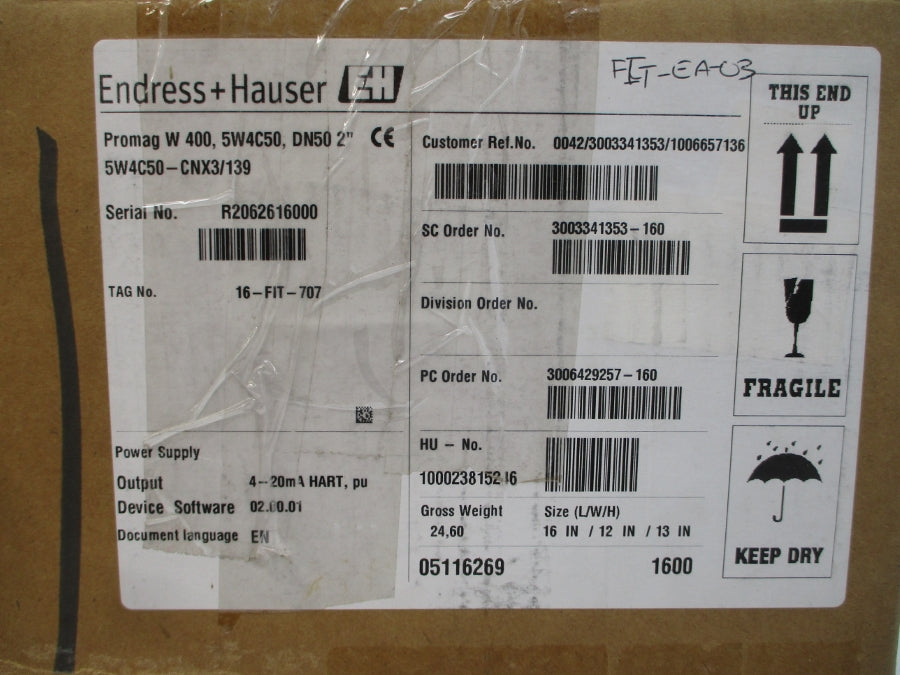 Endress+Hauser EH
FIT-EA-03
Promag W 400, 5W4C50, DN50 2" CE
5W4C50-CNX3/139
Serial No. R2062616000
TAG No. 16-FIT-707
Power Supply
Output 4-20mA HART, pu
Device Software 02.00.01
Document language EN
Customer Ref.No. 0042/3003341353/1006657136
SC Order No. 3003341353-160
Division Order No.
PC Order No. 3006429257-160
HU - No.
Gross Weight Size (L/W/H)
24,60 16 IN / 12 IN / 13 IN
05116269 1600
THIS END
UP
FRAGILE
KEEP DRY